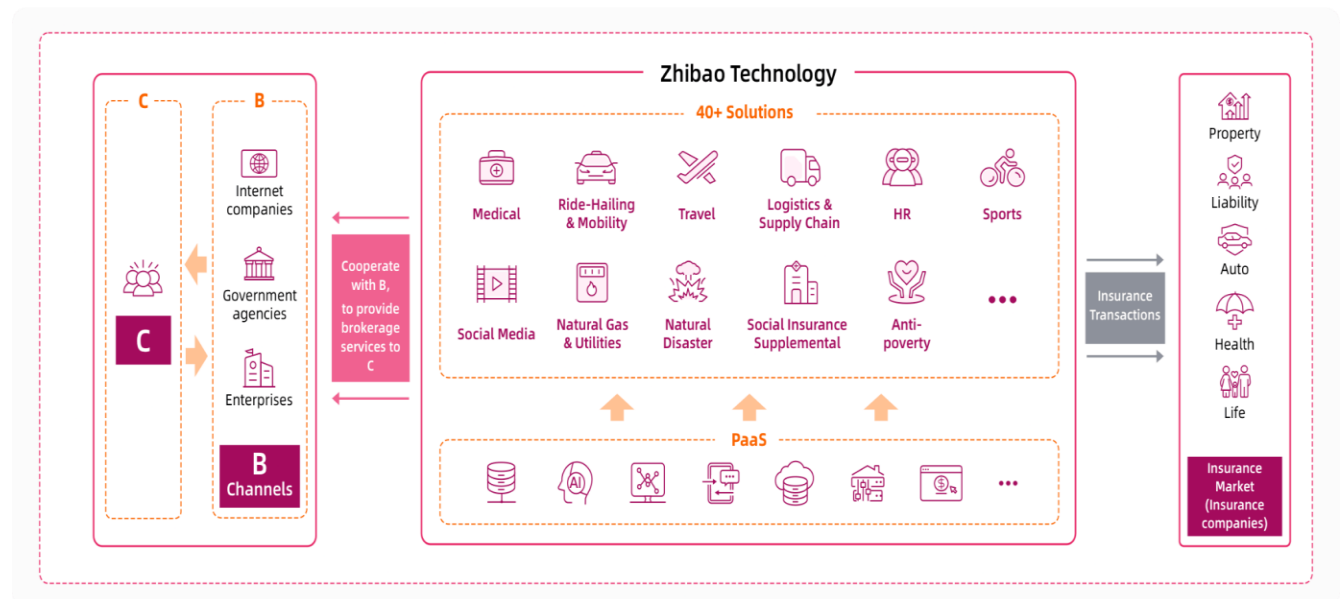 Zhibao Technology
C
B
Internet
companies
Government
agencies
Enterprises
C
B
Channels
Cooperate
with B,
to provide
brokerage
services to
C
40+ Solutions
Medical
Ride-Hailing
& Mobility
Travel
Logistics &
Supply Chain
HR
Sports
Social Media
Natural Gas
& Utilities
Natural
Disaster
Social Insurance
Supplemental
Anti-
poverty
...
PaaS
AI
...
Insurance
Transactions
Property
Liability
Auto
Health
Life
Insurance
Market
(Insurance
companies)